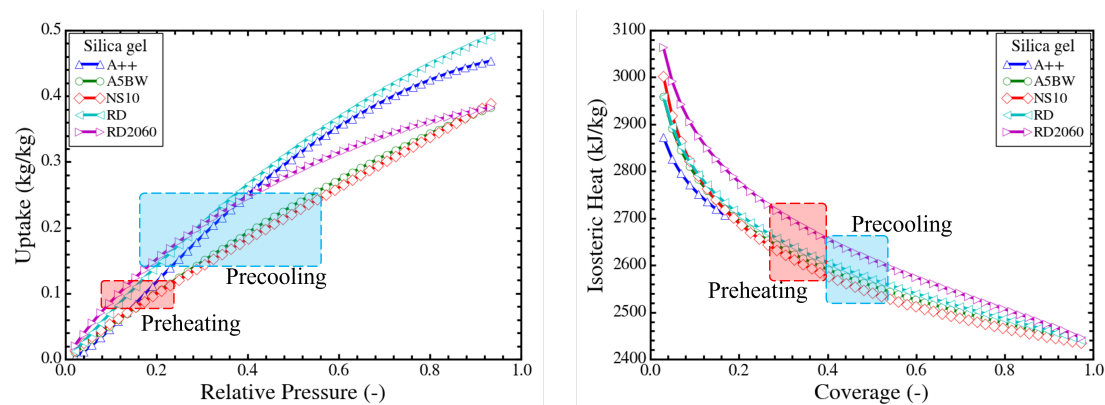 0.5
0.4
0.3
0.2
0.1
0.0
Uptake (kg/kg)
Silica gel
A++
A5BW
NS10
RD
RD2060
Precooling
Preheating
0.0 0.2 0.4 0.6 0.8 1.0
Relative Pressure (-)
3100
3000
2900
2800
2700
2600
2500
2400
Isosteric Heat (kJ/kg)
Silica gel
A++
A5BW
NS10
RD
RD2060
Precooling
Preheating
0.0 0.2 0.4 0.6 0.8 1.0
Coverage (-)